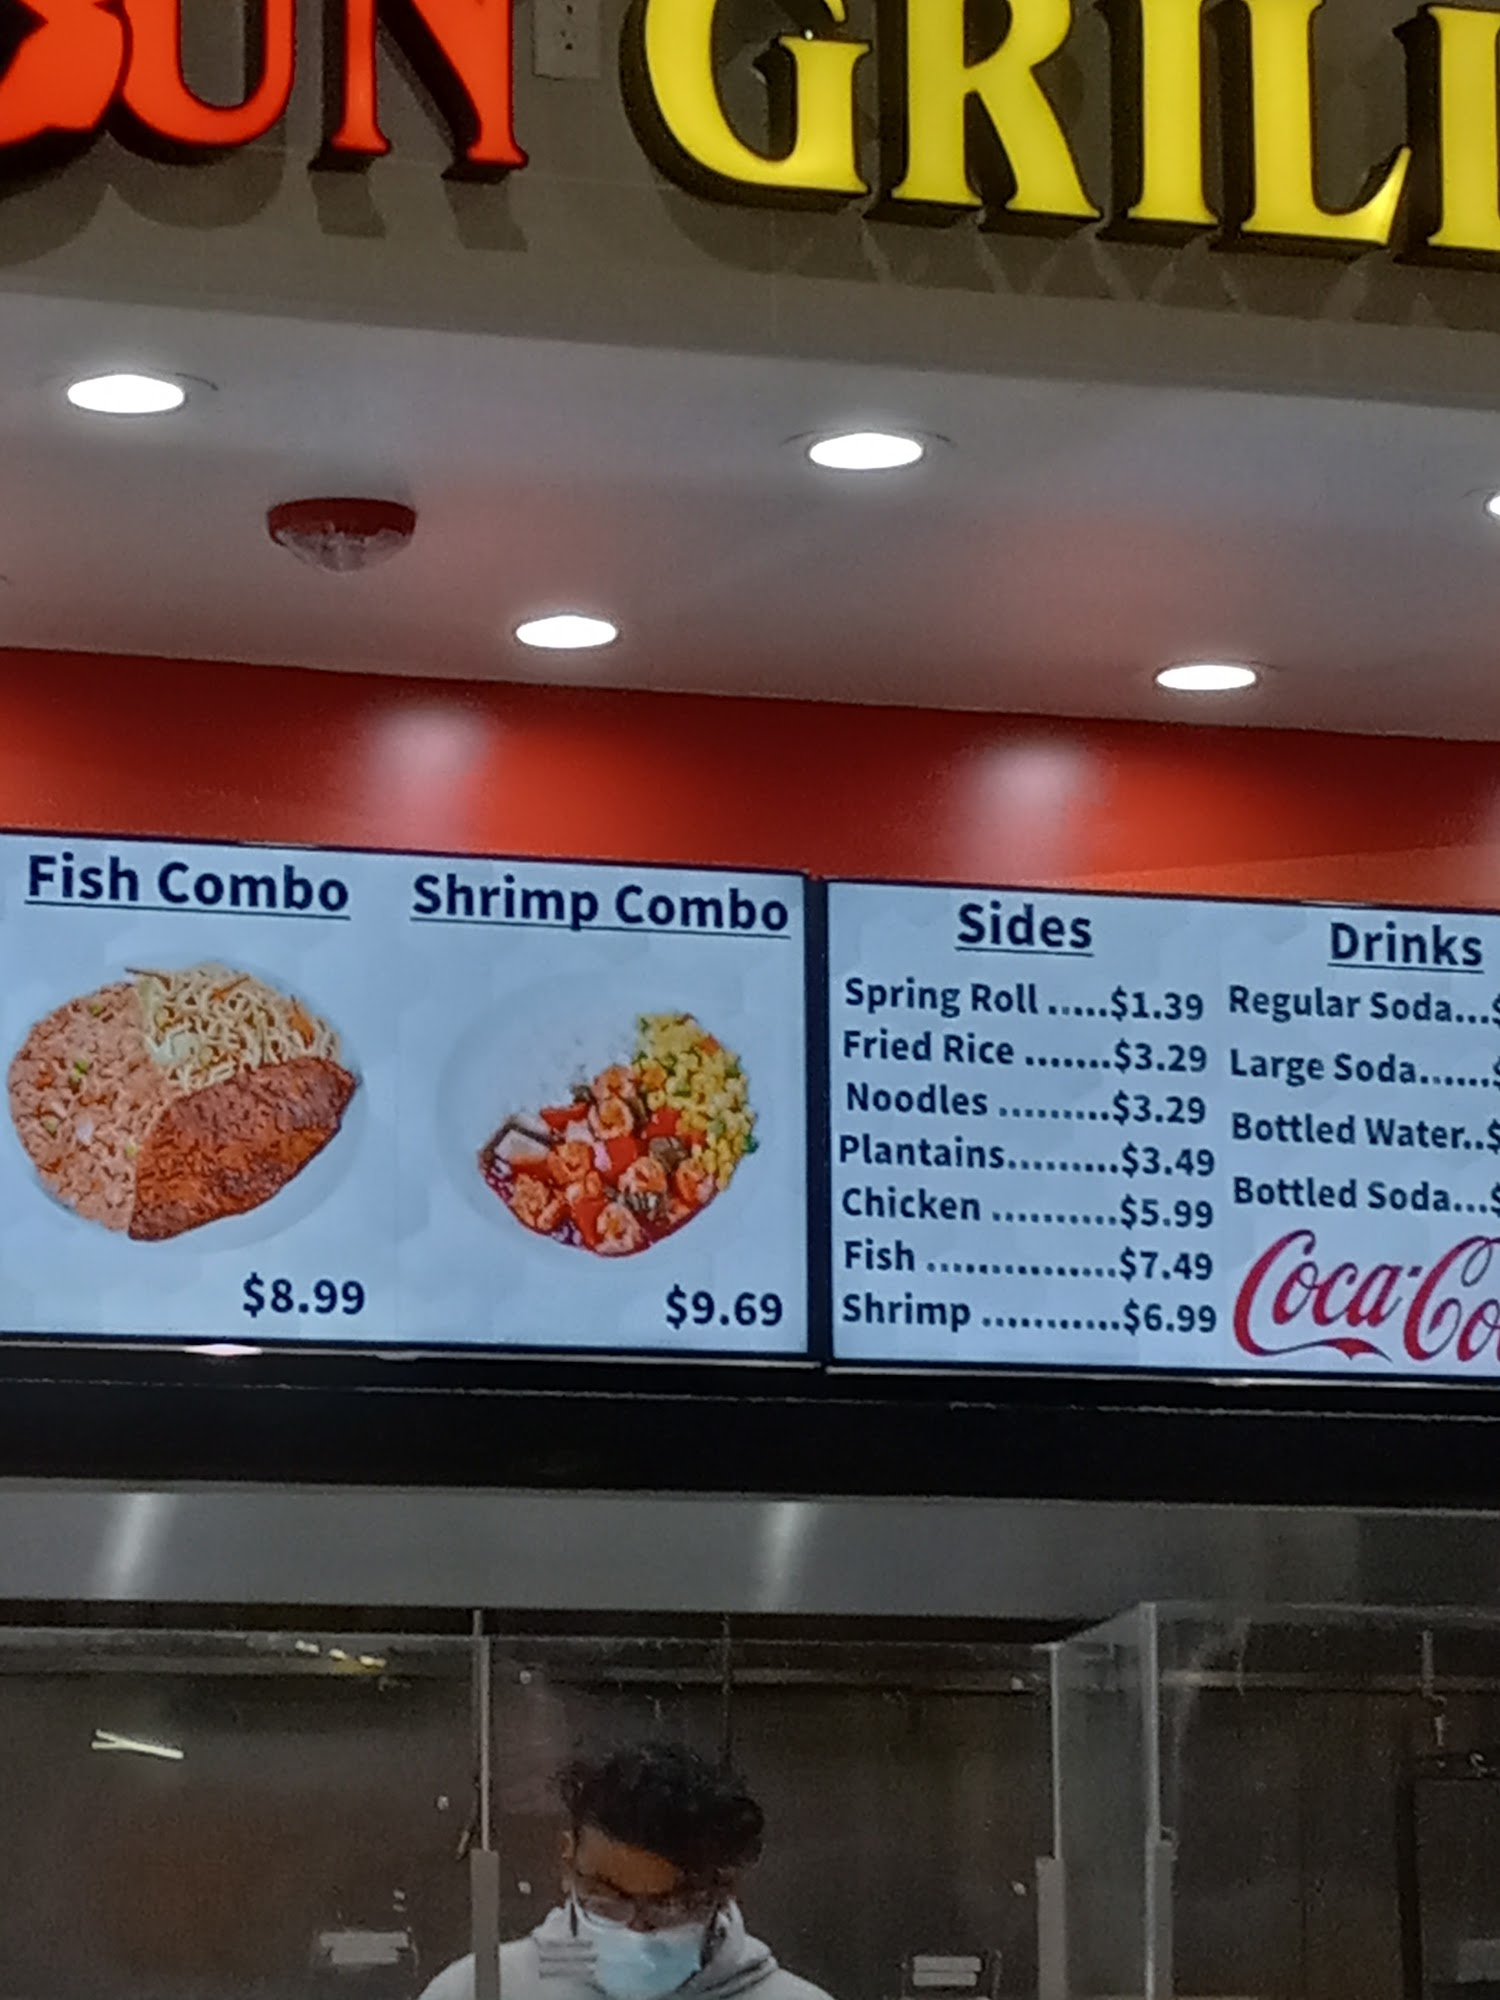 GRILL
Fish Combo
$8.99
Shrimp Combo
$9.69
Sides
Spring Roll .....$1.39
Fried Rice .......$3.29
Noodles .........$3.29
Plantains.........$3.49
Chicken ..........$5.99
Fish ...............$7.49
Shrimp ...........$6.99
Drinks
Regular Soda...$
Large Soda......$
Bottled Water..$
Bottled Soda...$
Coca-Co